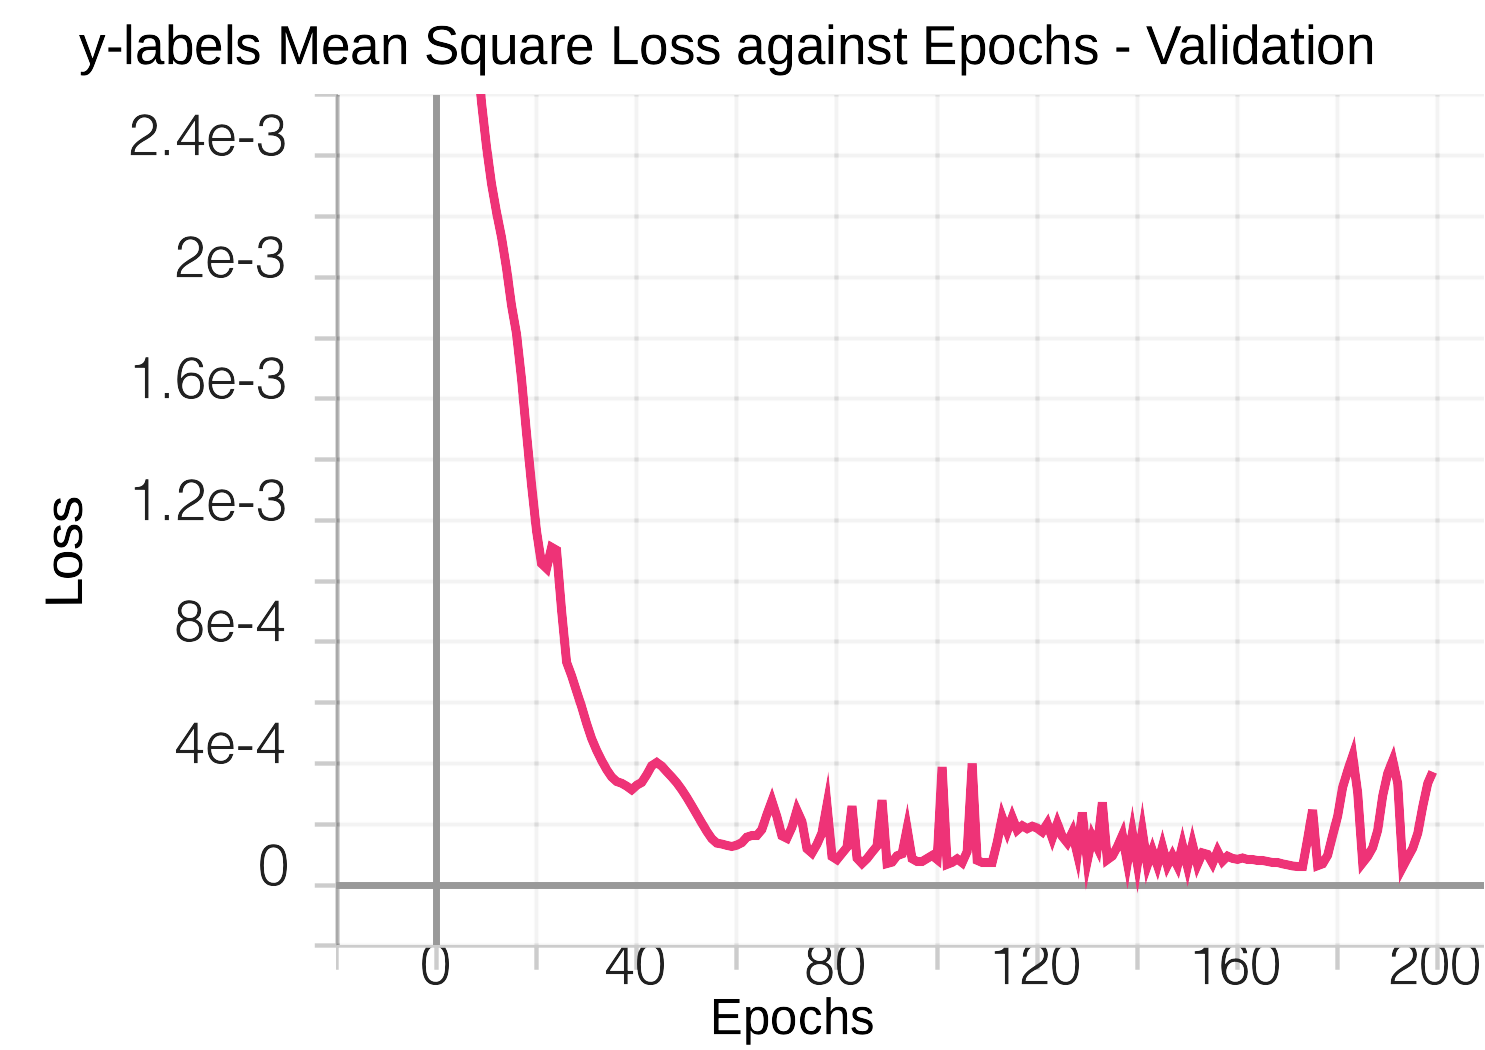 y-labels Mean Square Loss against Epochs - Validation
2.4e-3
2e-3
1.6e-3
1.2e-3
8e-4
4e-4
0
Loss
0 40 80 120 160 200
Epochs